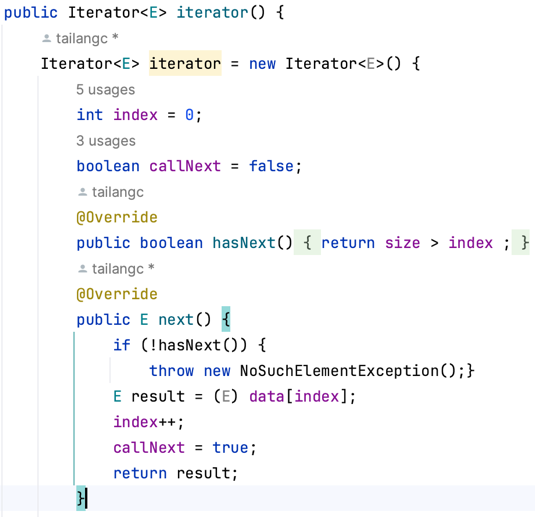 public Iterator<E> iterator() {
tailangc *
Iterator<E> iterator = new Iterator<E>() {
5 usages
int index = 0;
3 usages
boolean callNext = false;
tailangc
@Override
public boolean hasNext() { return size > index ; }
tailangc *
@Override
public E next() {
if (!hasNext()) {
throw new NoSuchElementException();}
E result = (E) data[index];
index++;
callNext = true;
return result;
}